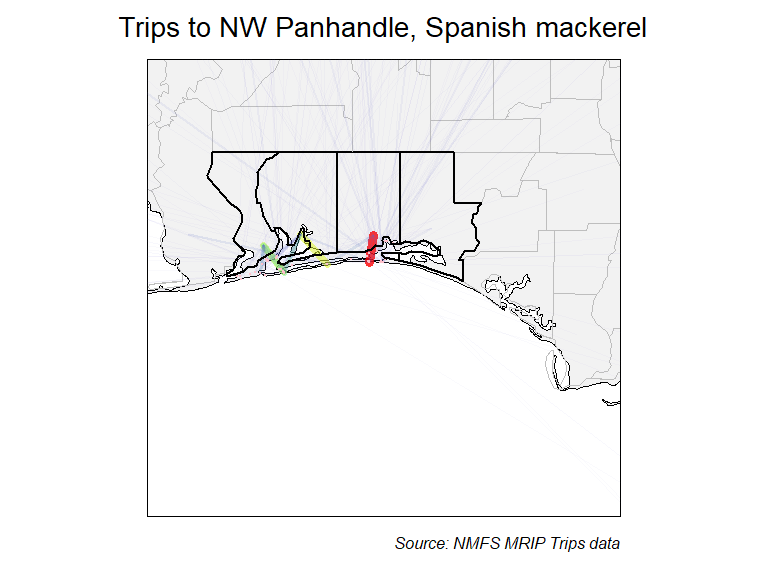 Trips to NW Panhandle, Spanish mackerel
Source: NMFS MRIP Trips data